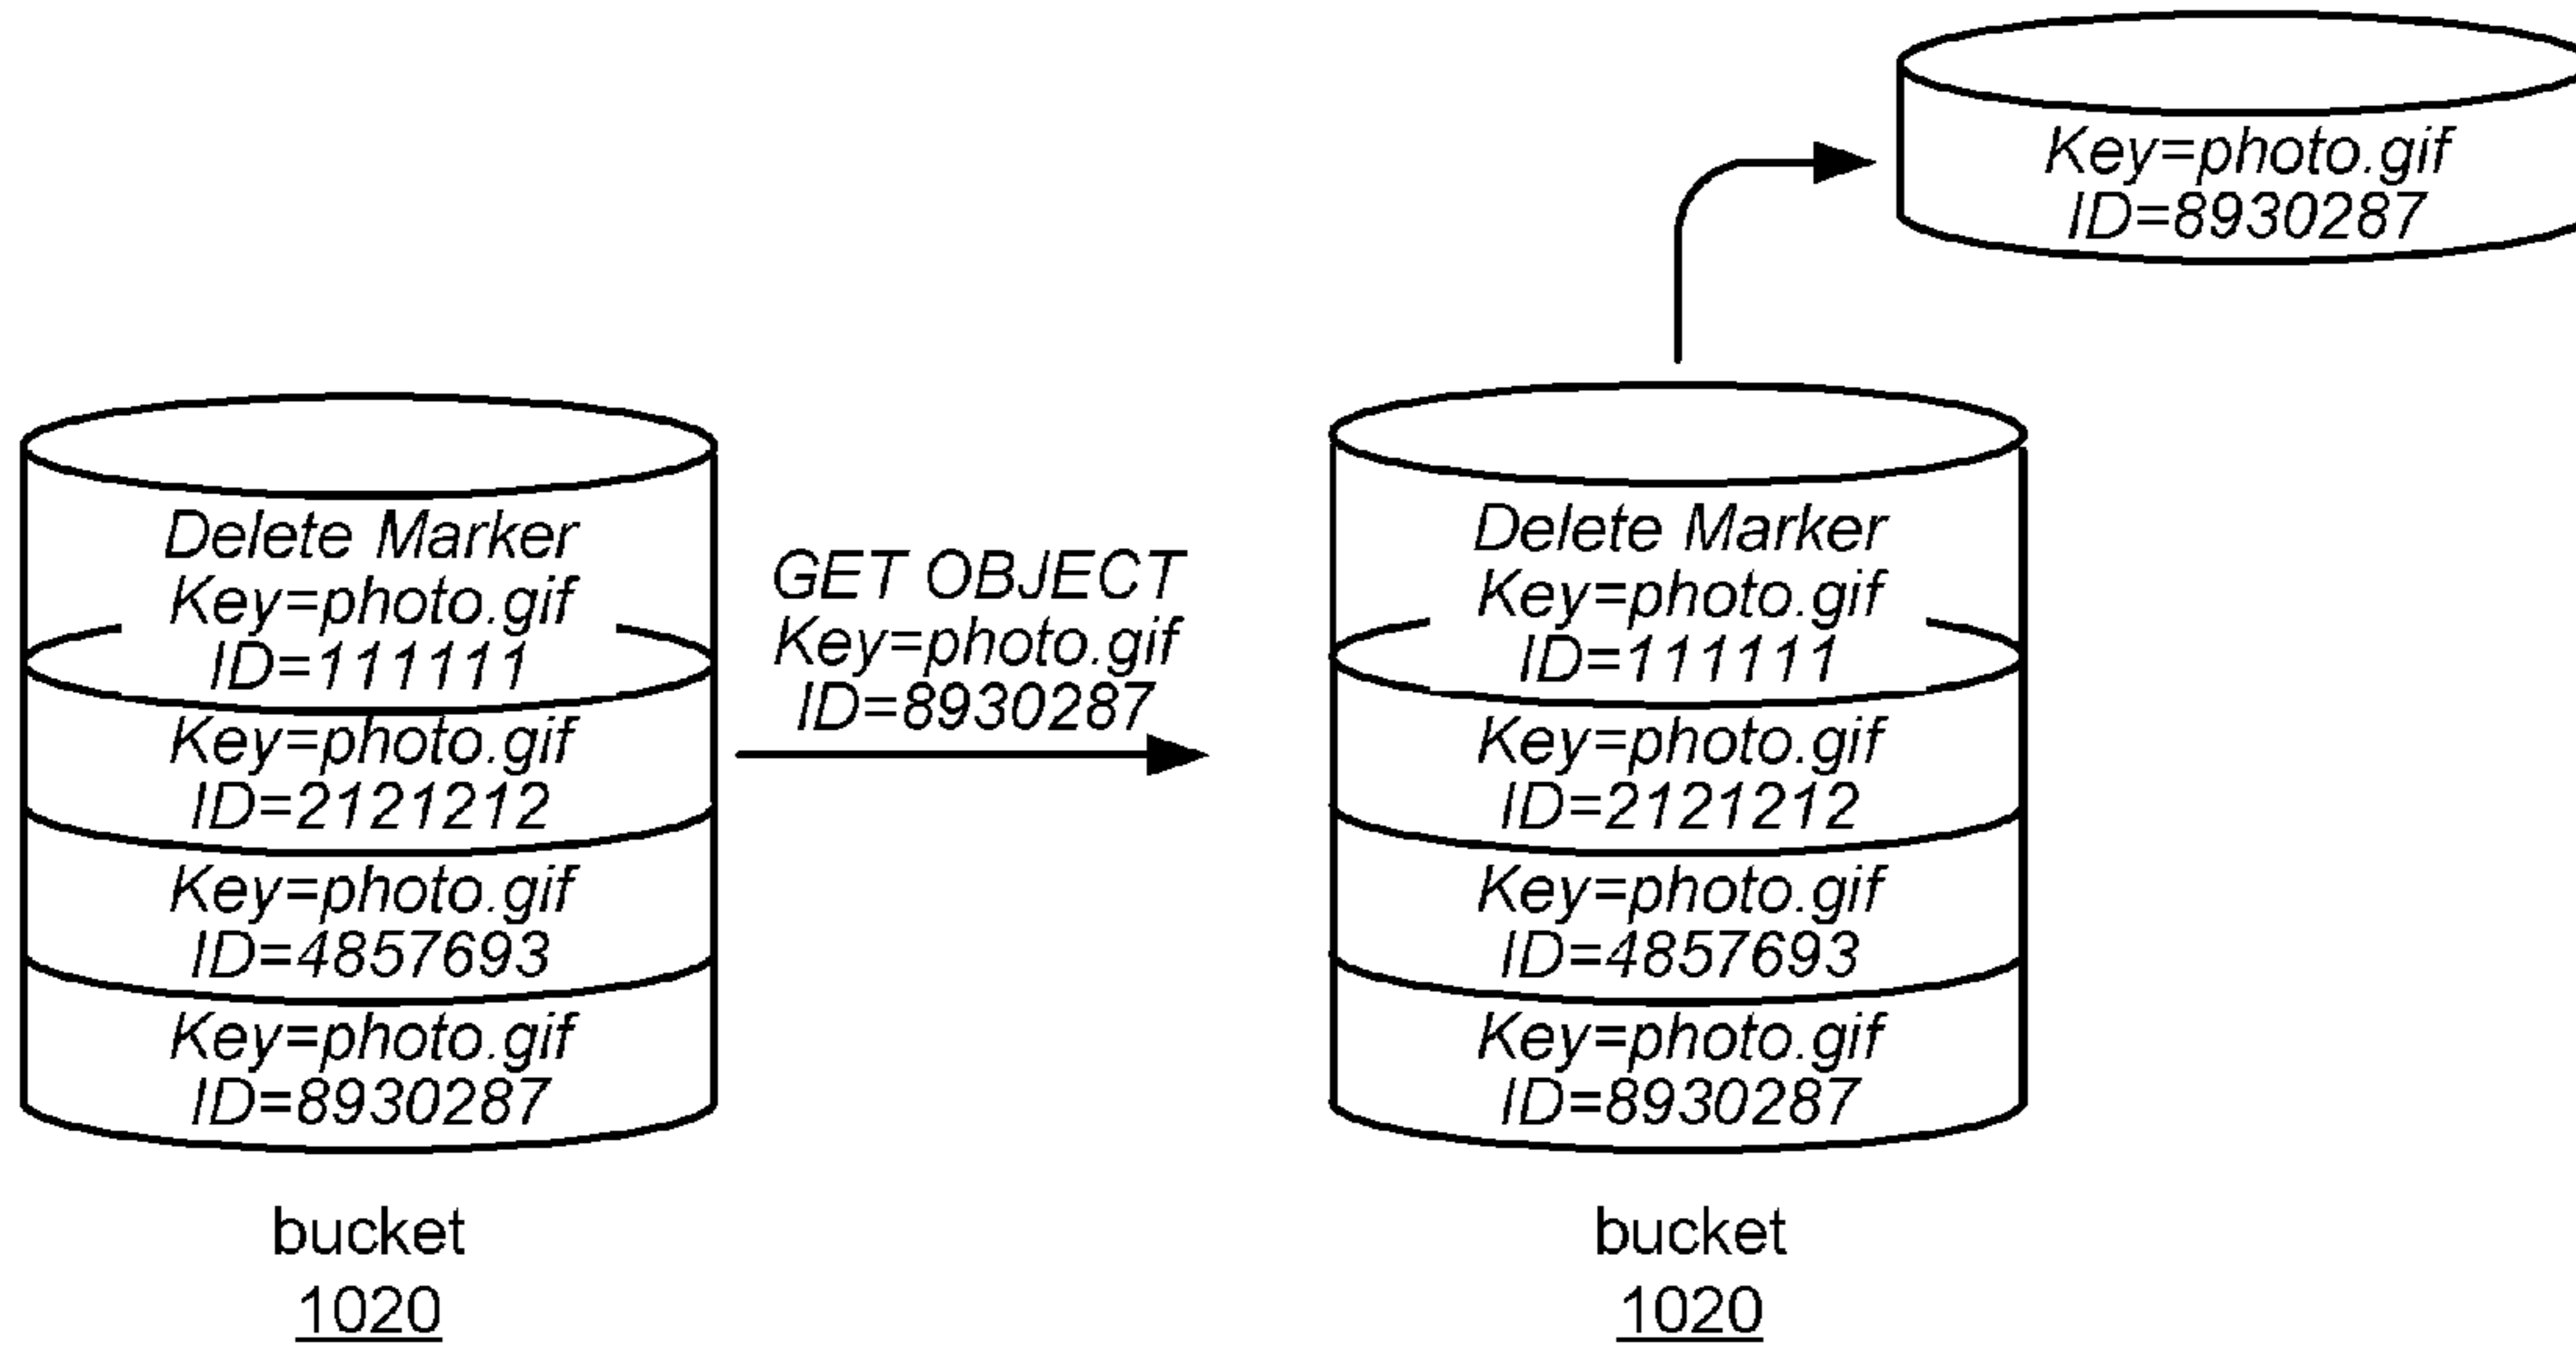 Key=photo.gif
ID=8930287
Delete Marker
Key=photo.gif
ID=111111
Key=photo.gif
ID=2121212
Key=photo.gif
ID=4857693
Key=photo.gif
ID=8930287
bucket
1020
GET OBJECT
Key=photo.gif
ID=8930287
Delete Marker
Key=photo.gif
ID=111111
Key=photo.gif
ID=2121212
Key=photo.gif
ID=4857693
Key=photo.gif
ID=8930287
bucket
1020